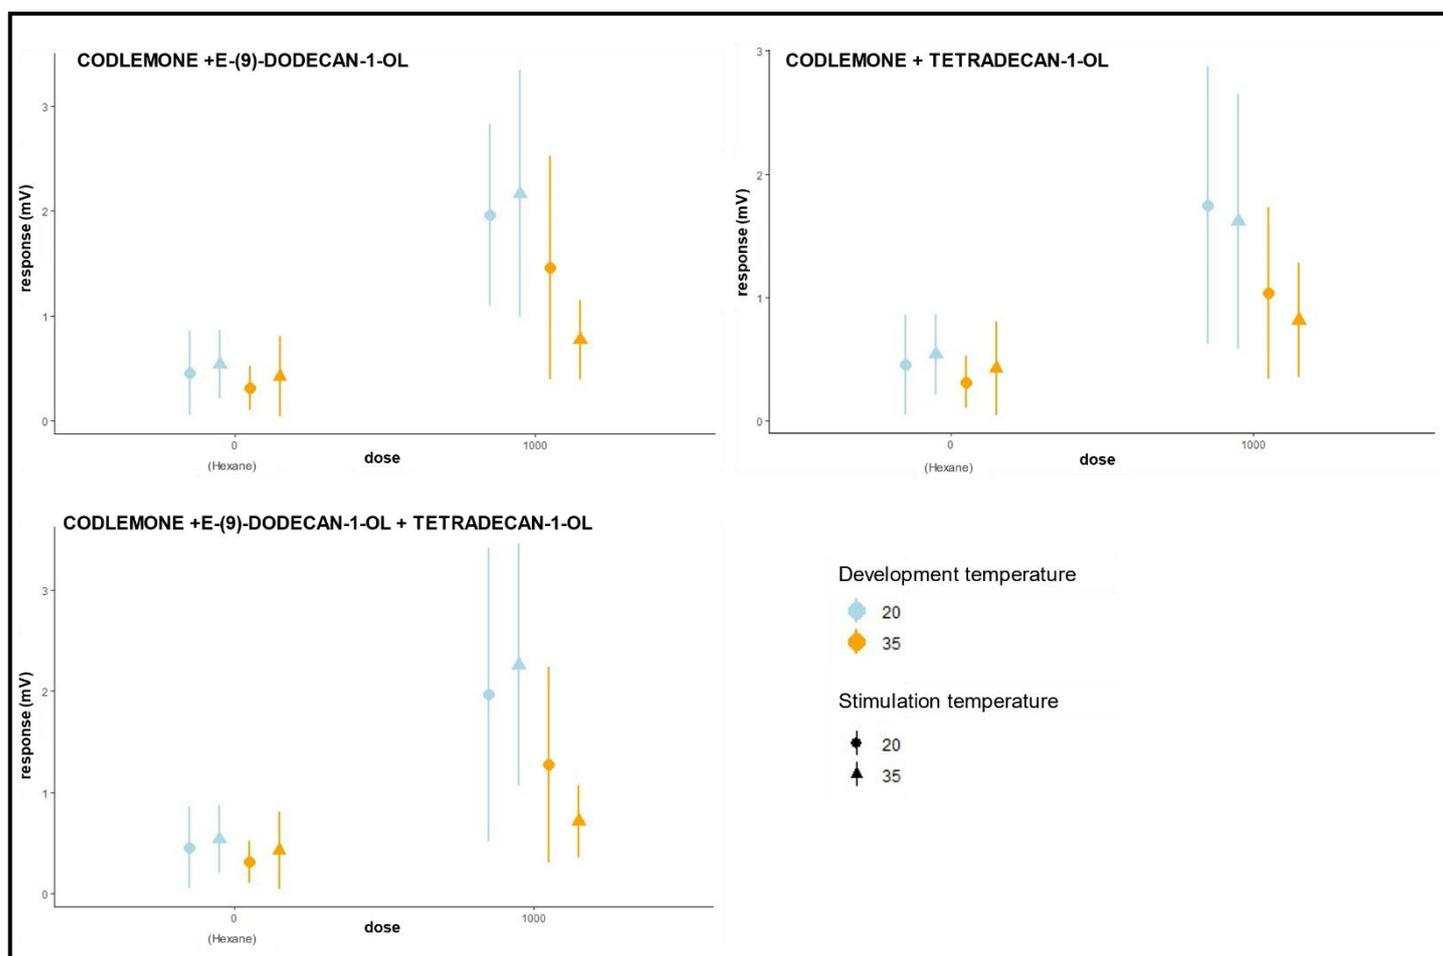 CODLEMONE +E-(9)-DODECAN-1-OL
response (mV)
3
2
1
0
0
1000
(Hexane)
dose
CODLEMONE + TETRADECAN-1-OL
response (mV)
3
2
1
0
0
1000
(Hexane)
dose
CODLEMONE +E-(9)-DODECAN-1-OL + TETRADECAN-1-OL
response (mV)
3
2
1
0
0
1000
(Hexane)
dose
Development temperature
20
35
Stimulation temperature
20
35